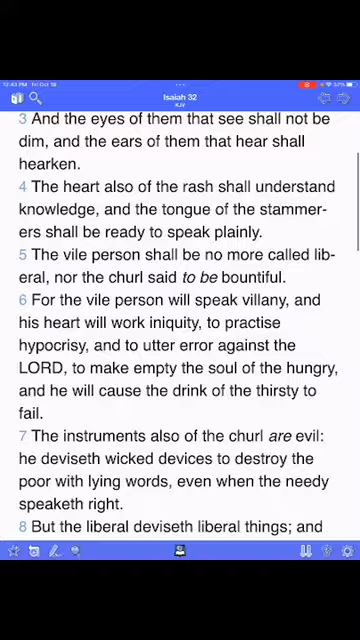 12:43 PM Fri Oct 18
Isaiah 32
KJV
3 And the eyes of them that see shall not be
dim, and the ears of them that hear shall
hearken.
4 The heart also of the rash shall understand
knowledge, and the tongue of the stammer-
ers shall be ready to speak plainly.
5 The vile person shall be no more called lib-
eral, nor the churl said to be bountiful.
6 For the vile person will speak villany, and
his heart will work iniquity, to practise
hypocrisy, and to utter error against the
LORD, to make empty the soul of the hungry,
and he will cause the drink of the thirsty to
fail.
7 The instruments also of the churl are evil:
he deviseth wicked devices to destroy the
poor with lying words, even when the needy
speaketh right.
8 But the liberal deviseth liberal things; and